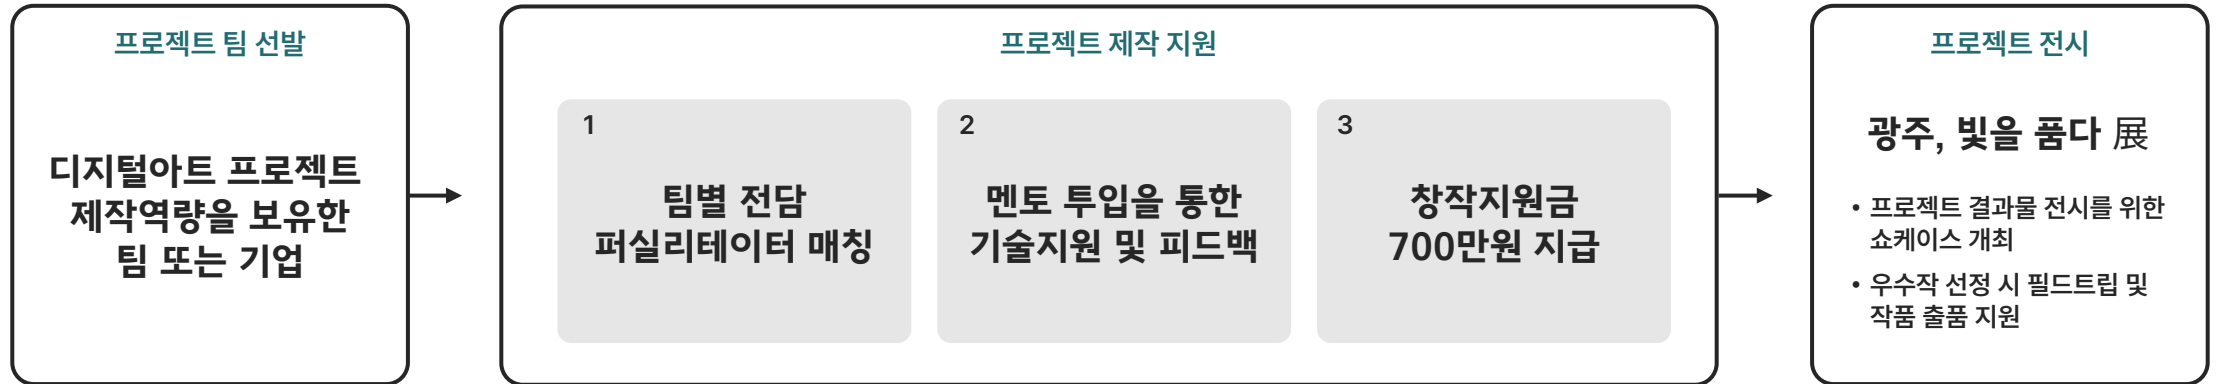 프로젝트 팀 선발
디지털아트 프로젝트
제작역량을 보유한
팀 또는 기업
프로젝트 제작 지원
1
팀별 전담
퍼실리테이터 매칭
2
멘토 투입을 통한
기술지원 및 피드백
3
창작지원금
700만원 지급
프로젝트 전시
광주, 빛을 품다 展
• 프로젝트 결과물 전시를 위한
쇼케이스 개최
• 우수작 선정 시 필드트립 및
작품 출품 지원